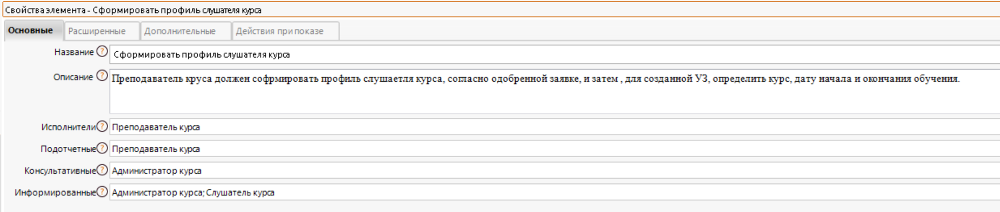 Свойства элемента - Сформировать профиль слушателя курса
Основные Расширенные Дополнительные Действия при показе
Название ? Сформировать профиль слушателя курса
Описание ? Преподаватель круса должен софрмировать профиль слушаетля курса, согласно одобренной заявке, и затем , для созданной УЗ, определить курс, дату начала и окончания обучения.
Исполнители ? Преподаватель курса
Подотчетные ? Преподаватель курса
Консультативные ? Администратор курса
Информированные ? Администратор курса; Слушатель курса